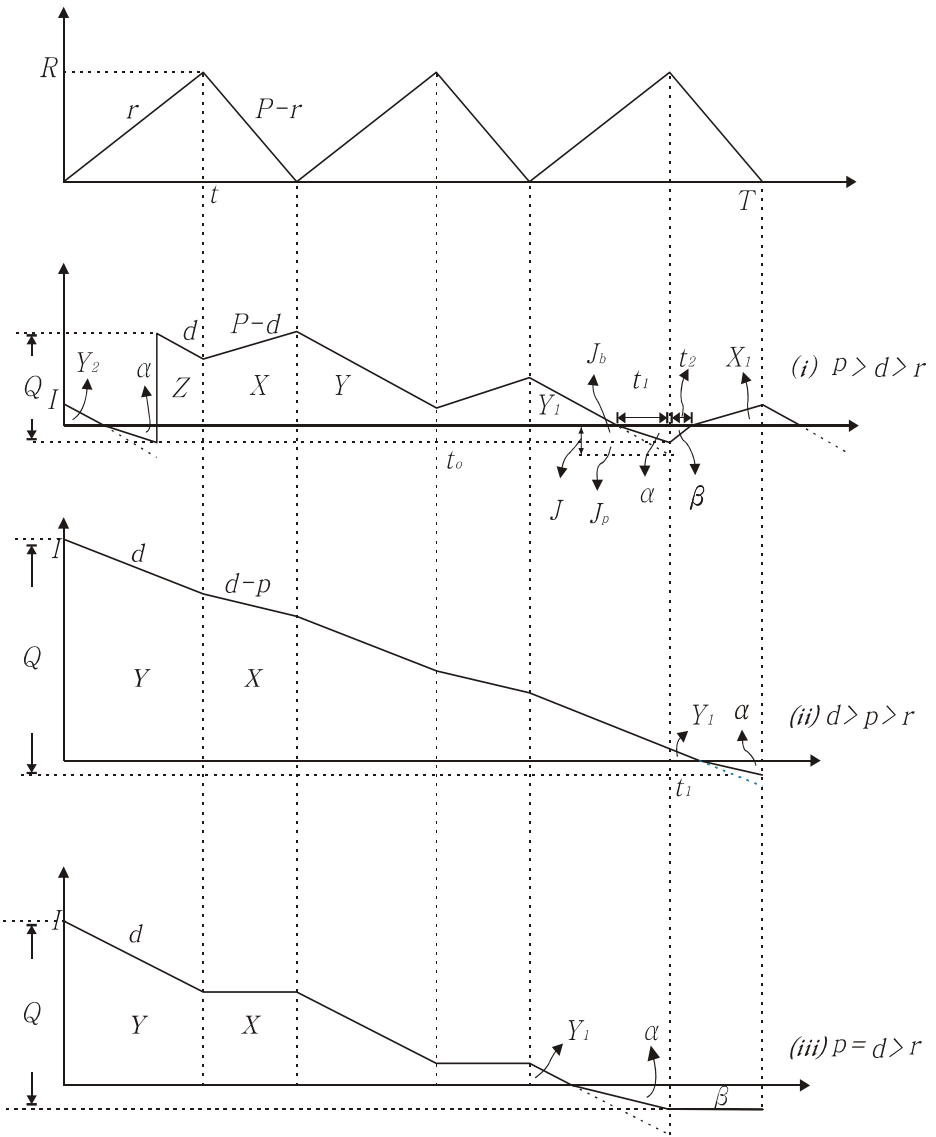 R
r
P-r
t
T
d
P-d
Y2
α
Jb
t1
t2
X1
(i) p > d > r
Q
I
Z
X
Y
Y1
to
J
Jp
α
β
I
d
d-p
Q
Y
X
Y1
α
(ii) d > p > r
t1
I
d
Q
Y
X
Y1
α
(iii) p = d > r
β